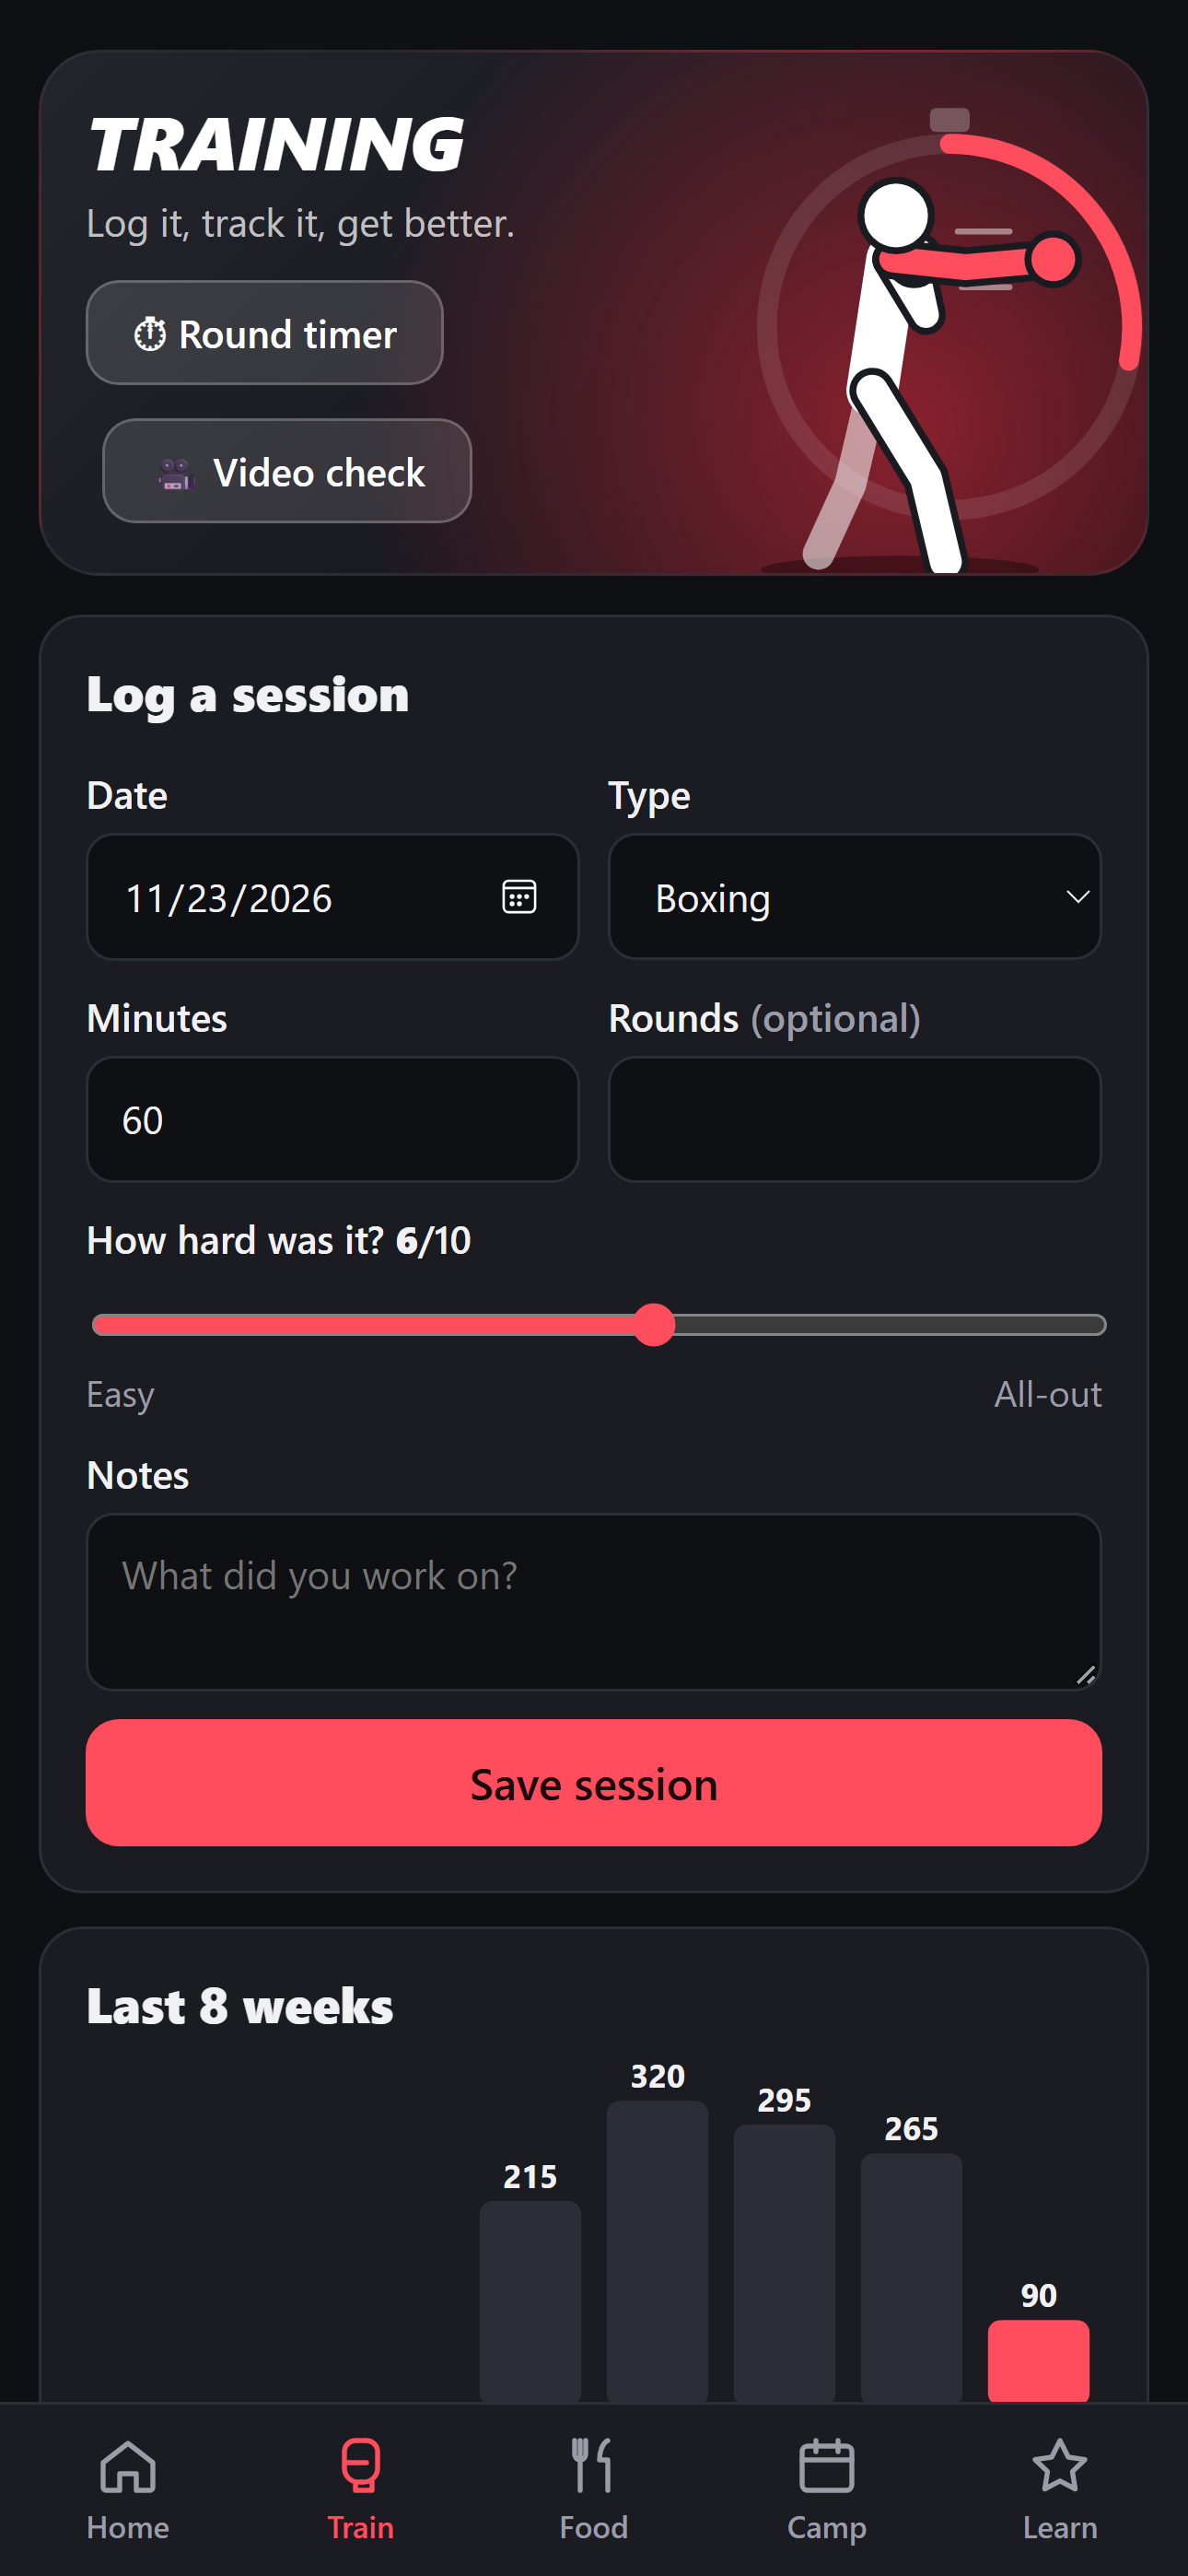 TRAINING
Log it, track it, get better.
⏱ Round timer
🎥 Video check
Log a session
Date
Type
11/23/2026
Boxing
Minutes
Rounds (optional)
60
How hard was it? 6/10
Easy
All-out
Notes
What did you work on?
Save session
Last 8 weeks
215
320
295
265
90
Home
Train
Food
Camp
Learn